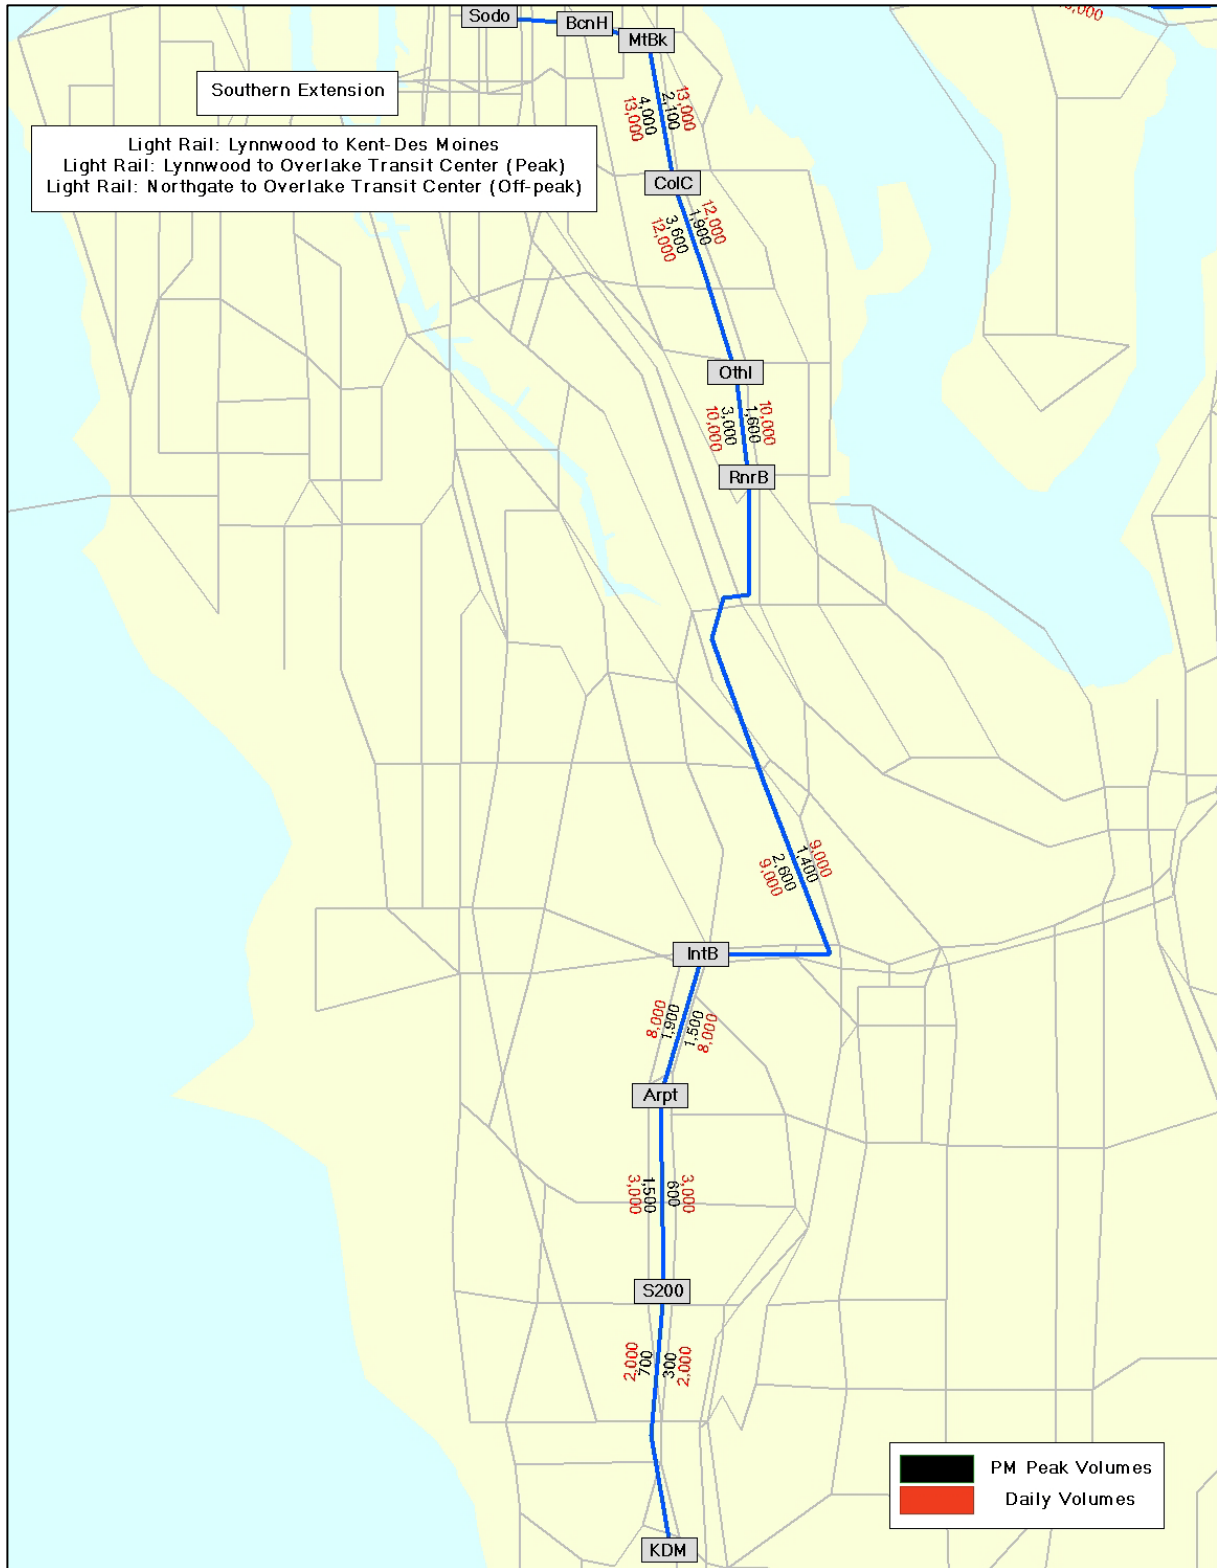 Sodo
BcnH
MtBk
Southern Extension
Light Rail: Lynnwood to Kent-Des Moines
Light Rail: Lynnwood to Overlake Transit Center (Peak)
Light Rail: Northgate to Overlake Transit Center (Off-peak)
13,000
2,100
4,000
13,000
ColC
12,000
1,900
3,600
12,000
Othl
10,000
1,600
3,000
10,000
RnrB
9,000
1,400
2,600
9,000
IntB
8,000
1,900
1,500
8,000
Arpt
3,000
1,500
600
3,000
S200
2,000
700
300
2,000
PM Peak Volumes
Daily Volumes
KDM